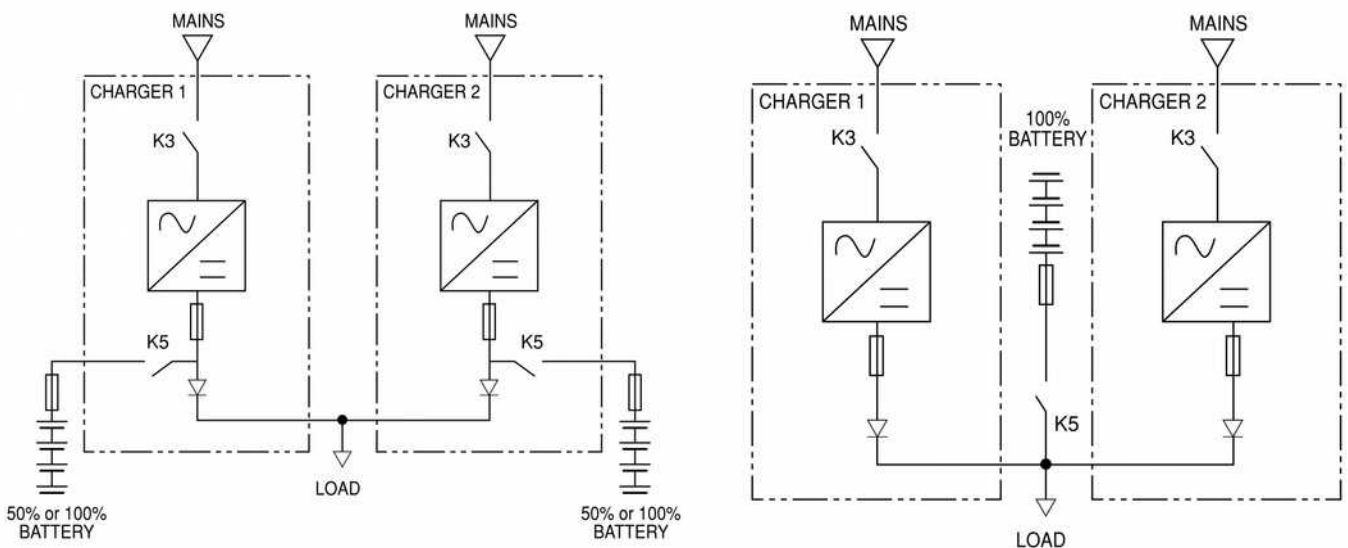 MAINS
MAINS
CHARGER 1
CHARGER 2
K3
K3
K5
K5
LOAD
50% or 100%
BATTERY
50% or 100%
BATTERY
MAINS
MAINS
CHARGER 1
CHARGER 2
100%
BATTERY
K3
K3
K5
LOAD